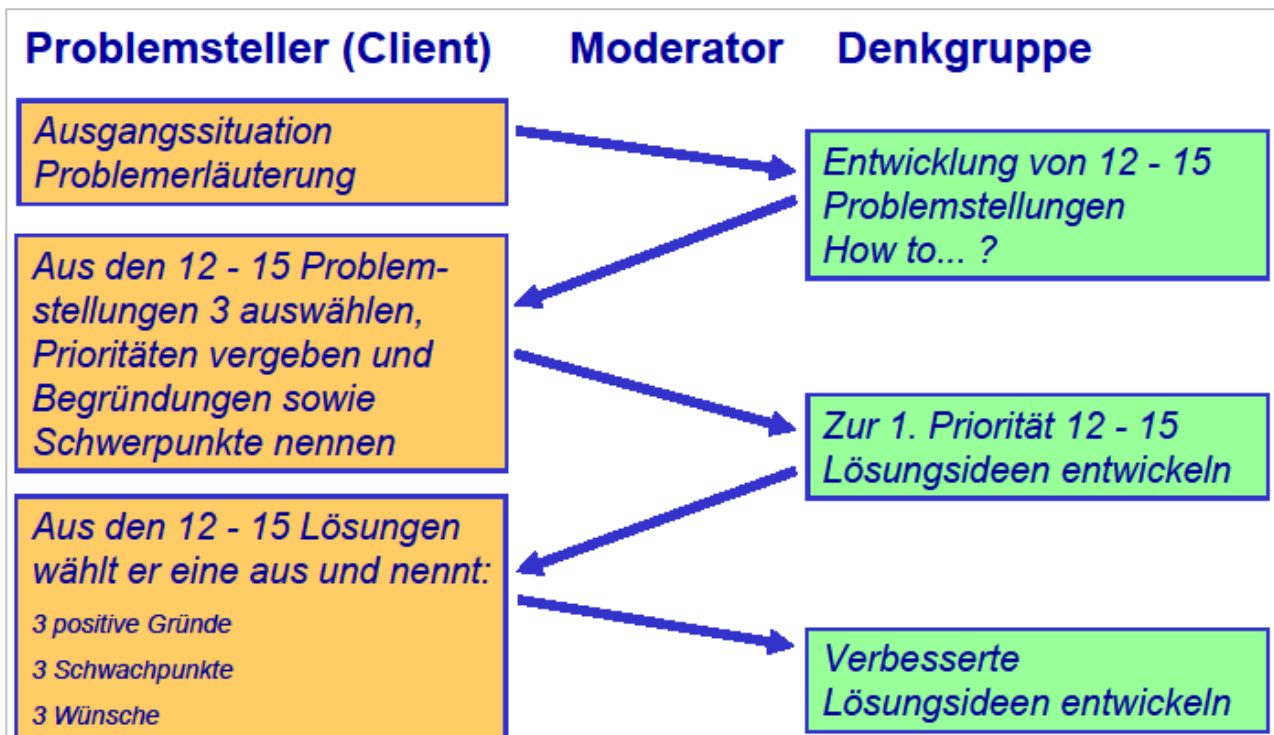 Problemsteller (Client) Moderator Denkgruppe
Ausgangssituation
Problemerläuterung
Entwicklung von 12 - 15
Problemstellungen
How to... ?
Aus den 12 - 15 Problem-
stellungen 3 auswählen,
Prioritäten vergeben und
Begründungen sowie
Schwerpunkte nennen
Zur 1. Priorität 12 - 15
Lösungsideen entwickeln
Aus den 12 - 15 Lösungen
wählt er eine aus und nennt:
3 positive Gründe
3 Schwachpunkte
3 Wünsche
Verbesserte
Lösungsideen entwickeln